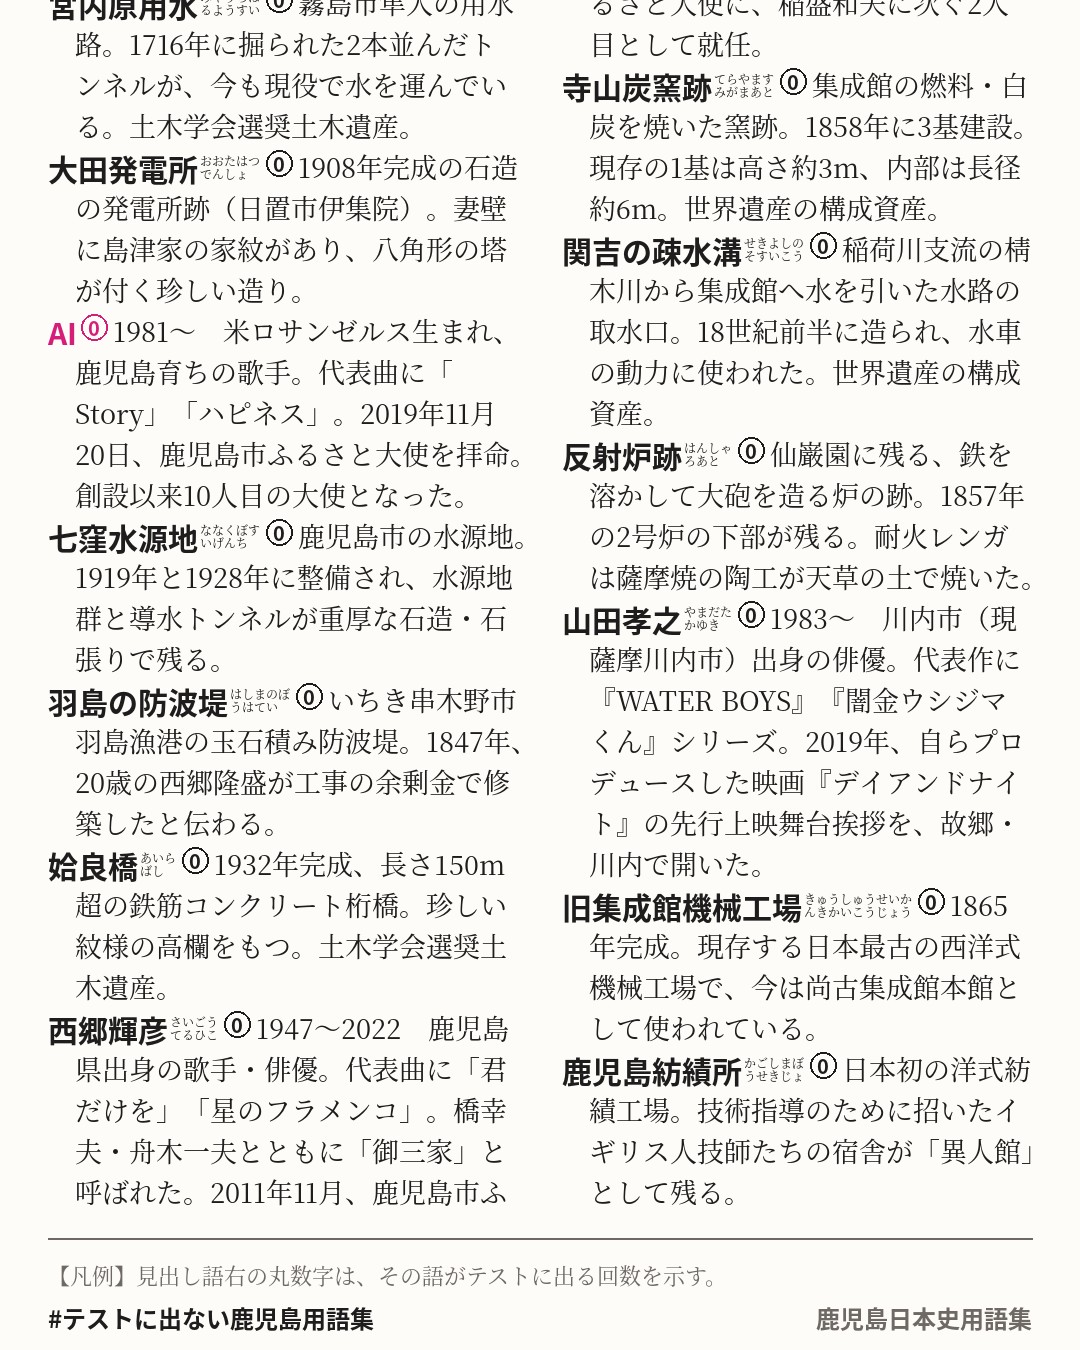 宮内原用水 るようすい ⓪ 霧島市隼人の用水
路。1716年に掘られた2本並んだト
ンネルが、今も現役で水を運んでい
る。土木学会選奨土木遺産。
大田発電所 おおたはつでんしょ ⓪ 1908年完成の石造
の発電所跡（日置市伊集院）。妻壁
に島津家の家紋があり、八角形の塔
が付く珍しい造り。
AI ⓪ 1981〜　米ロサンゼルス生まれ、
鹿児島育ちの歌手。代表曲に「
Story」「ハピネス」。2019年11月
20日、鹿児島市ふるさと大使を拝命。
創設以来10人目の大使となった。
七窪水源地 ななくぼすいげんち ⓪ 鹿児島市の水源地。
1919年と1928年に整備され、水源地
群と導水トンネルが重厚な石造・石
張りで残る。
羽島の防波堤 はしまのぼうはてい ⓪ いちき串木野市
羽島漁港の玉石積み防波堤。1847年、
20歳の西郷隆盛が工事の余剰金で修
築したと伝わる。
姶良橋 あいらばし ⓪ 1932年完成、長さ150m
超の鉄筋コンクリート桁橋。珍しい
紋様の高欄をもつ。土木学会選奨土
木遺産。
西郷輝彦 さいごうてるひこ ⓪ 1947〜2022　鹿児島
県出身の歌手・俳優。代表曲に「君
だけを」「星のフラメンコ」。橋幸
夫・舟木一夫とともに「御三家」と
呼ばれた。2011年11月、鹿児島市ふ
るさと大使に、稲盛和夫に次ぐ2人
目として就任。
寺山炭窯跡 てらやますみがまあと ⓪ 集成館の燃料・白
炭を焼いた窯跡。1858年に3基建設。
現存の1基は高さ約3m、内部は長径
約6m。世界遺産の構成資産。
関吉の疎水溝 せきよしのそすいこう ⓪ 稲荷川支流の棈
木川から集成館へ水を引いた水路の
取水口。18世紀前半に造られ、水車
の動力に使われた。世界遺産の構成
資産。
反射炉跡 はんしゃろあと ⓪ 仙巌園に残る、鉄を
溶かして大砲を造る炉の跡。1857年
の2号炉の下部が残る。耐火レンガ
は薩摩焼の陶工が天草の土で焼いた。
山田孝之 やまだたかゆき ⓪ 1983〜　川内市（現
薩摩川内市）出身の俳優。代表作に
『WATER BOYS』『闇金ウシジマ
くん』シリーズ。2019年、自らプロ
デュースした映画『デイアンドナイ
ト』の先行上映舞台挨拶を、故郷・
川内で開いた。
旧集成館機械工場 きゅうしゅうせいかんきかいこうじょう ⓪ 1865
年完成。現存する日本最古の西洋式
機械工場で、今は尚古集成館本館と
して使われている。
鹿児島紡績所 かごしまぼうせきじょ ⓪ 日本初の洋式紡
績工場。技術指導のために招いたイ
ギリス人技師たちの宿舎が「異人館」
として残る。
【凡例】見出し語右の丸数字は、その語がテストに出る回数を示す。
#テストに出ない鹿児島用語集
鹿児島日本史用語集